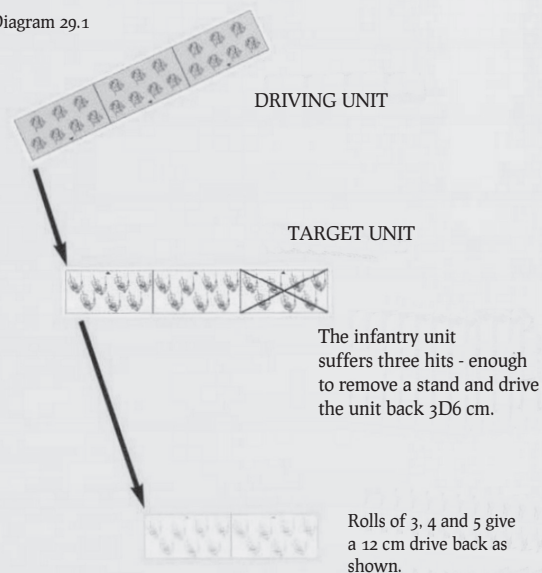 Diagram 29.1
DRIVING UNIT
TARGET UNIT
The infantry unit
suffers three hits - enough
to remove a stand and drive
the unit back 3D6 cm.
Rolls of 3, 4 and 5 give
a 12 cm drive back as
shown.